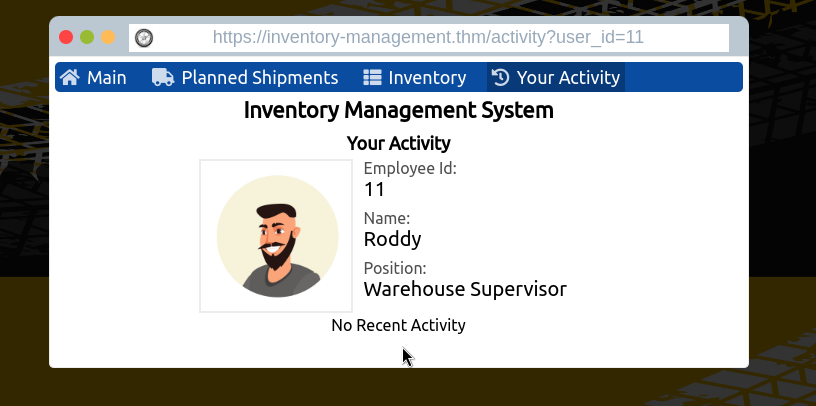 https://inventory-management.thm/activity?user_id=11
Main Planned Shipments Inventory Your Activity
Inventory Management System
Your Activity
Employee Id:
11
Name:
Roddy
Position:
Warehouse Supervisor
No Recent Activity